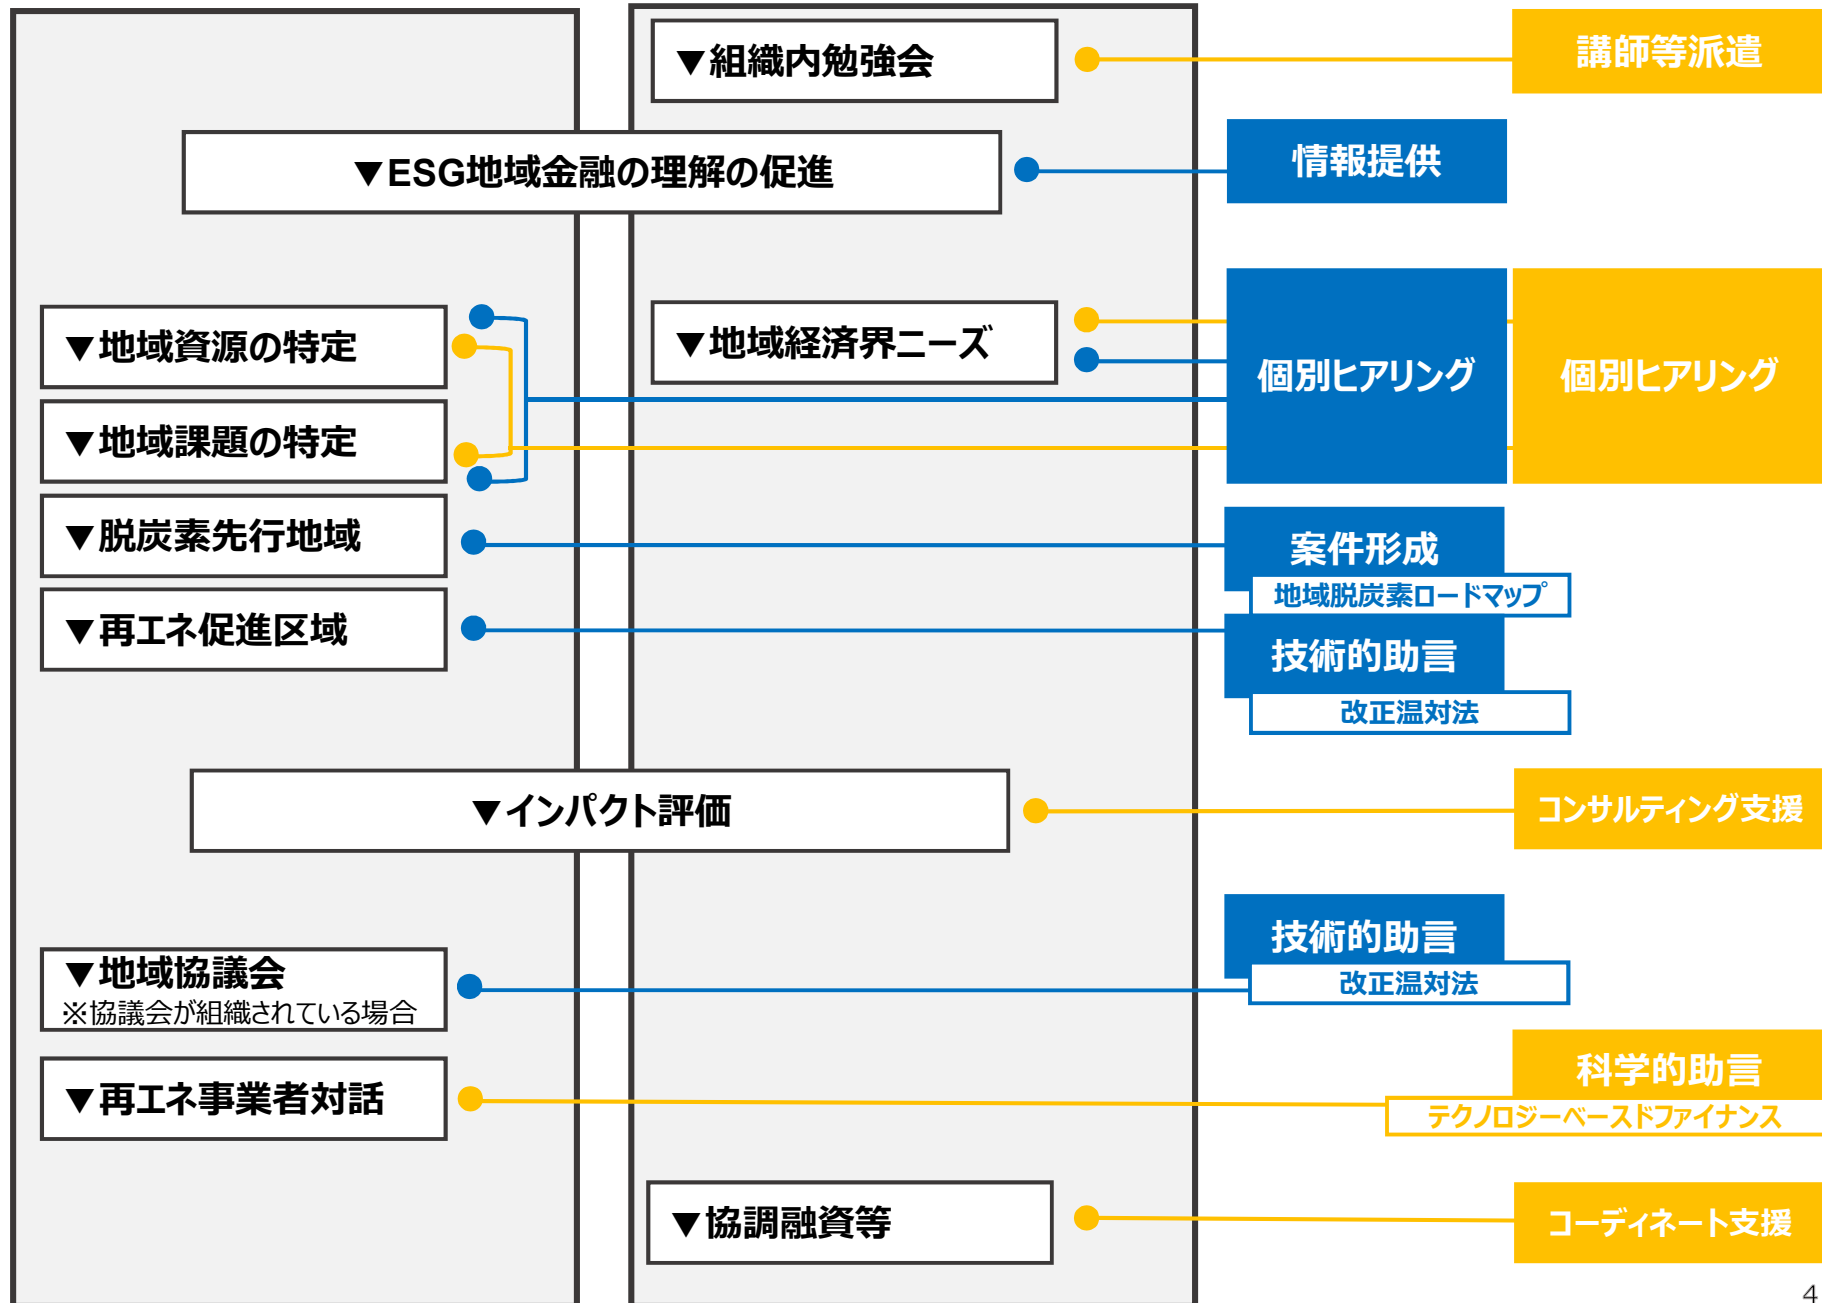 ▼組織内勉強会
講師等派遣
▼ESG地域金融の理解の促進
情報提供
▼地域資源の特定
▼地域経済界ニーズ
個別ヒアリング
個別ヒアリング
▼地域課題の特定
▼脱炭素先行地域
案件形成
地域脱炭素ロードマップ
▼再エネ促進区域
技術的助言
改正温対法
▼インパクト評価
コンサルティング支援
▼地域協議会
※協議会が組織されている場合
技術的助言
改正温対法
▼再エネ事業者対話
科学的助言
テクノロジーベースドファイナンス
▼協調融資等
コーディネート支援
4